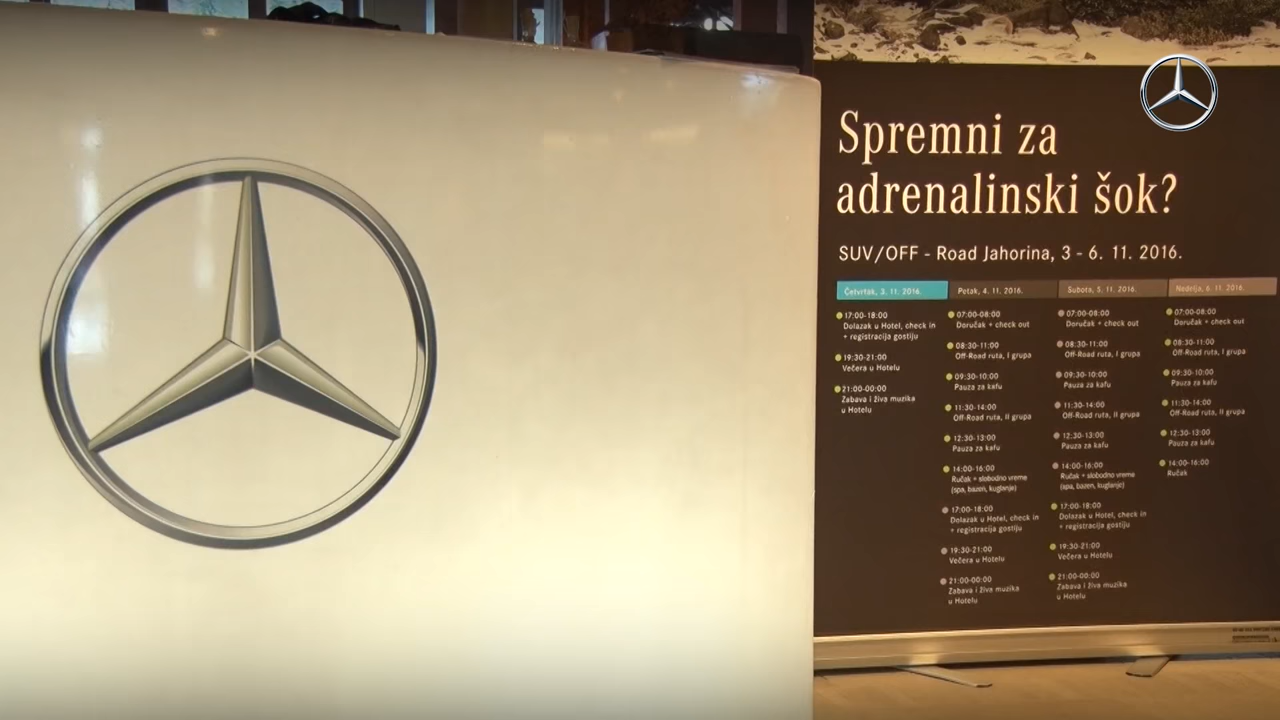 Spremni za
adrenalinski šok?
SUV/OFF - Road Jahorina, 3 - 6. 11. 2016.
Četvrtak, 3. 11. 2016.
17:00-18:00
Dolazak u Hotel, check in
+ registracija gostiju
19:30-21:00
Večera u Hotelu
21:00-00:00
Zabava i živa muzika
u Hotelu
Petak, 4. 11. 2016.
07:00-08:00
Doručak + check out
08:30-11:00
Off-Road ruta, I grupa
09:30-10:00
Pauza za kafu
11:30-14:00
Off-Road ruta, II grupa
12:30-13:00
Pauza za kafu
14:00-16:00
Ručak + slobodno vreme
(spa, bazen, kuglanje)
17:00-18:00
Dolazak u Hotel, check in
+ registracija gostiju
19:30-21:00
Večera u Hotelu
21:00-00:00
Zabava i živa muzika
u Hotelu
Subota, 5. 11. 2016.
07:00-08:00
Doručak + check out
08:30-11:00
Off-Road ruta, I grupa
09:30-10:00
Pauza za kafu
11:30-14:00
Off-Road ruta, II grupa
12:30-13:00
Pauza za kafu
14:00-16:00
Ručak + slobodno vreme
(spa, bazen, kuglanje)
17:00-18:00
Dolazak u Hotel, check in
+ registracija gostiju
19:30-21:00
Večera u Hotelu
21:00-00:00
Zabava i živa muzika
u Hotelu
Nedelja, 6. 11. 2016.
07:00-08:00
Doručak + check out
08:30-11:00
Off-Road ruta, I grupa
09:30-10:00
Pauza za kafu
11:30-14:00
Off-Road ruta, II grupa
12:30-13:00
Pauza za kafu
14:00-16:00
Ručak